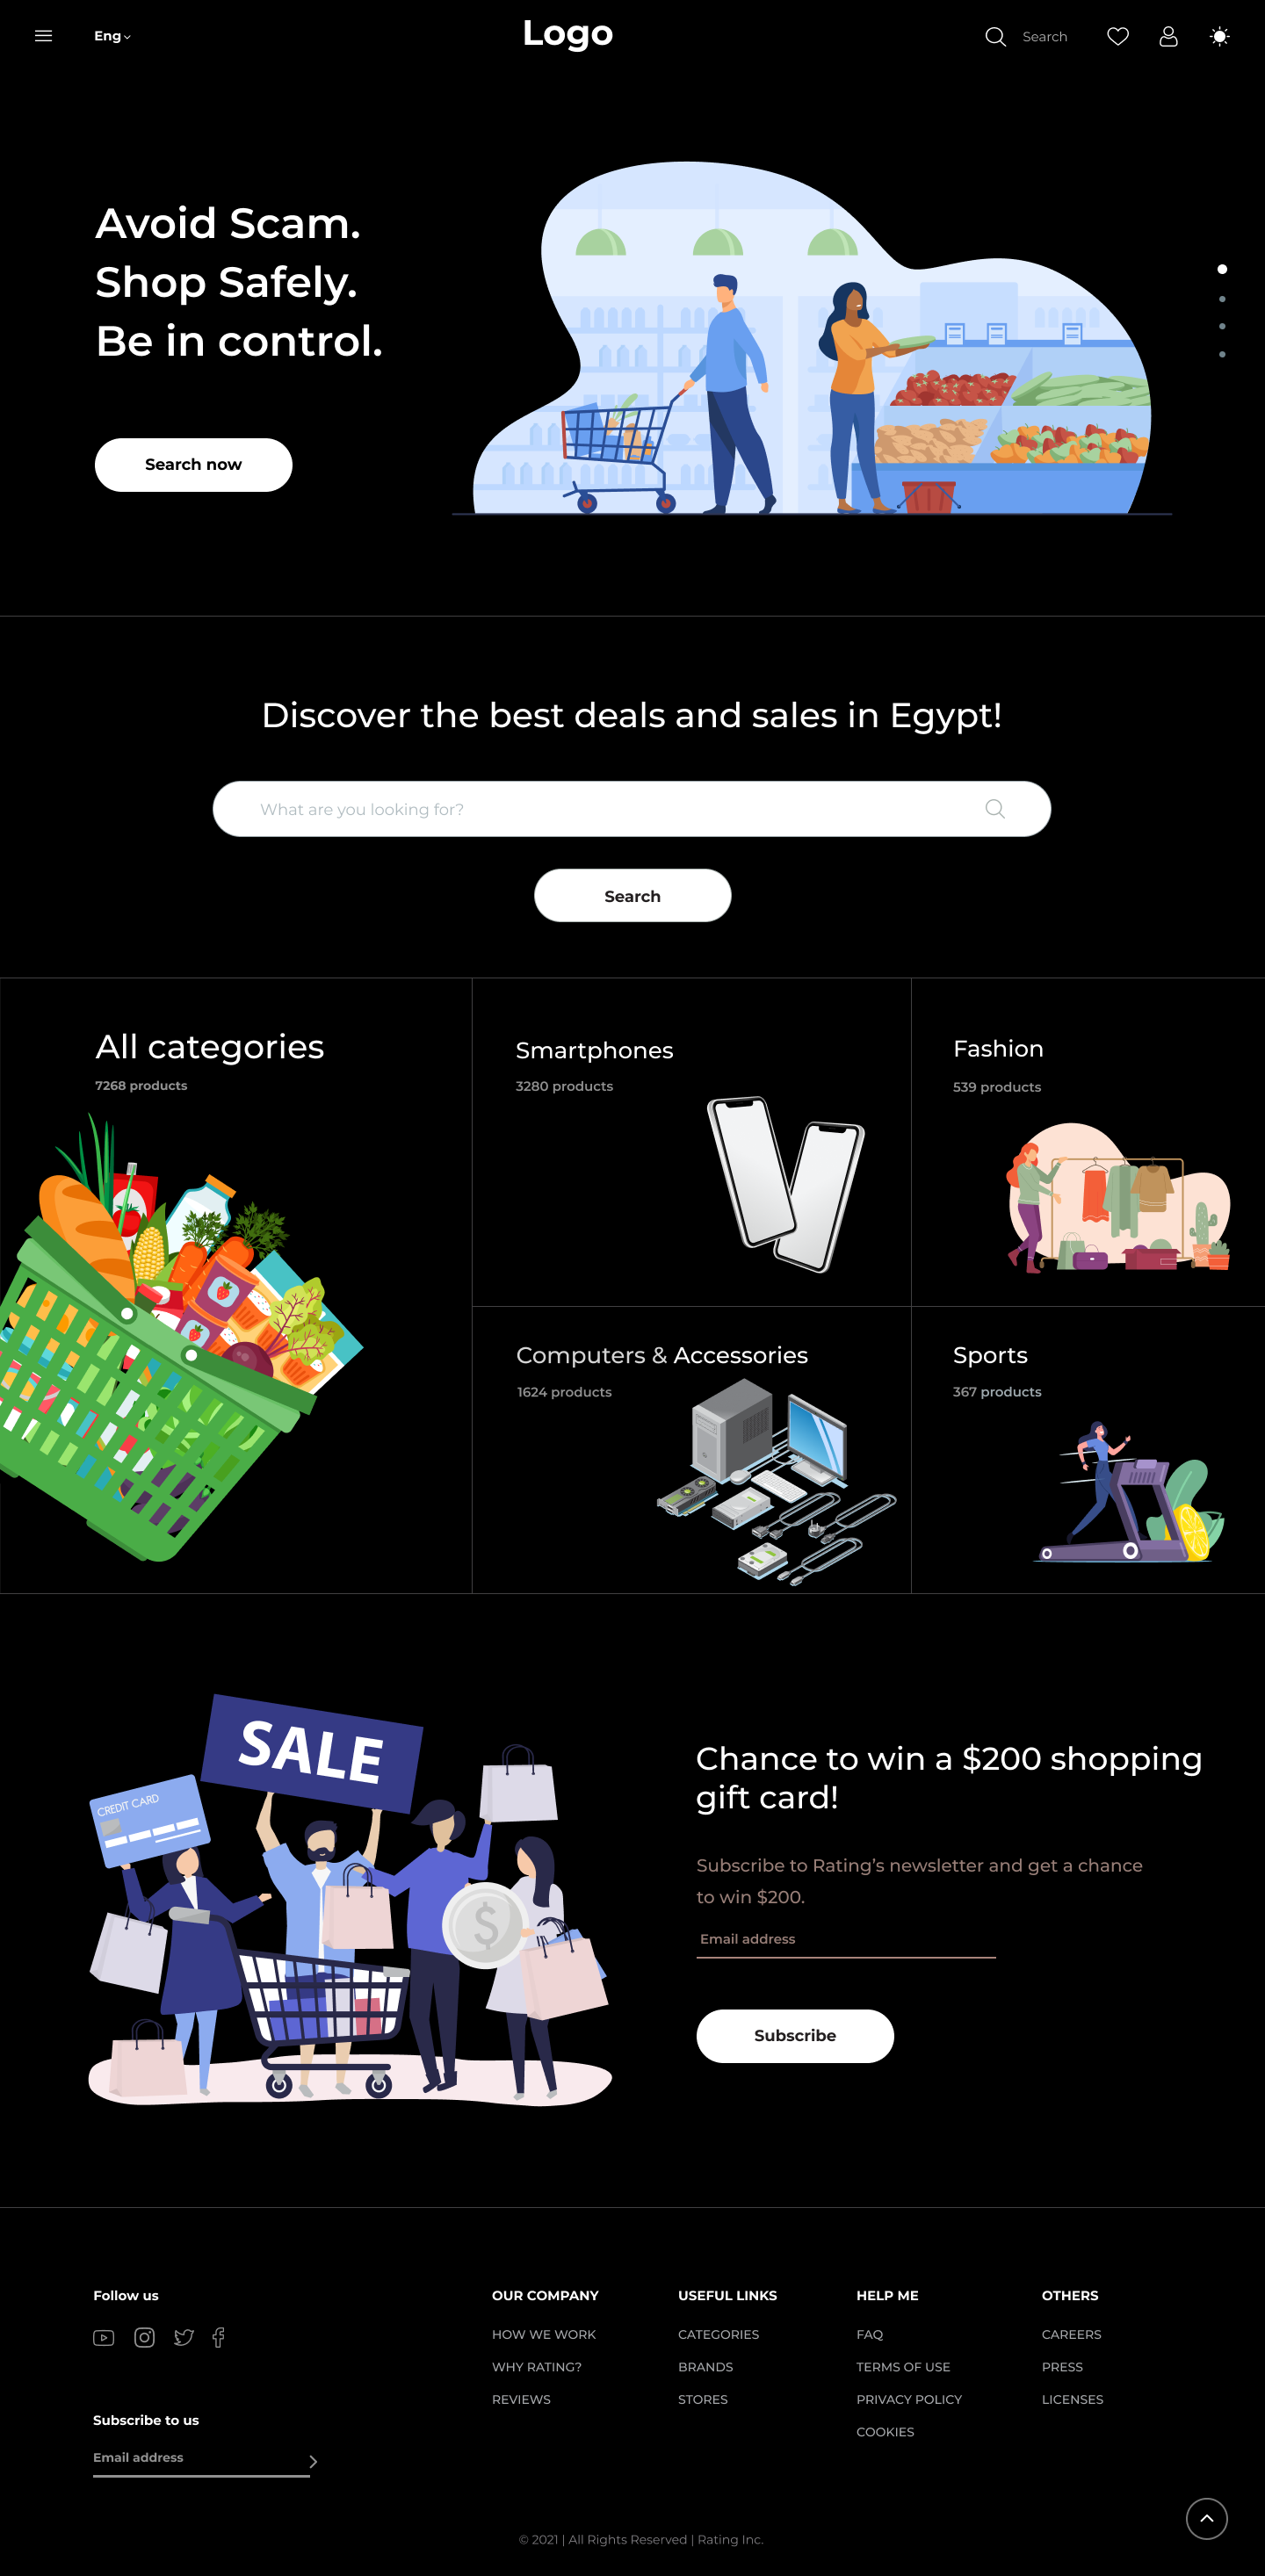 Eng
Logo
Search
Avoid Scam.
Shop Safely.
Be in control.
Search now
Discover the best deals and sales in Egypt!
What are you looking for?
Search
All categories
7268 products
Smartphones
3280 products
Fashion
539 products
Computers & Accessories
1624 products
Sports
367 products
SALE
CREDIT CARD
$
Chance to win a $200 shopping
gift card!
Subscribe to Rating’s newsletter and get a chance
to win $200.
Email address
Subscribe
Follow us
Subscribe to us
Email address
OUR COMPANY
HOW WE WORK
WHY RATING?
REVIEWS
USEFUL LINKS
CATEGORIES
BRANDS
STORES
HELP ME
FAQ
TERMS OF USE
PRIVACY POLICY
COOKIES
OTHERS
CAREERS
PRESS
LICENSES
© 2021 | All Rights Reserved | Rating Inc.